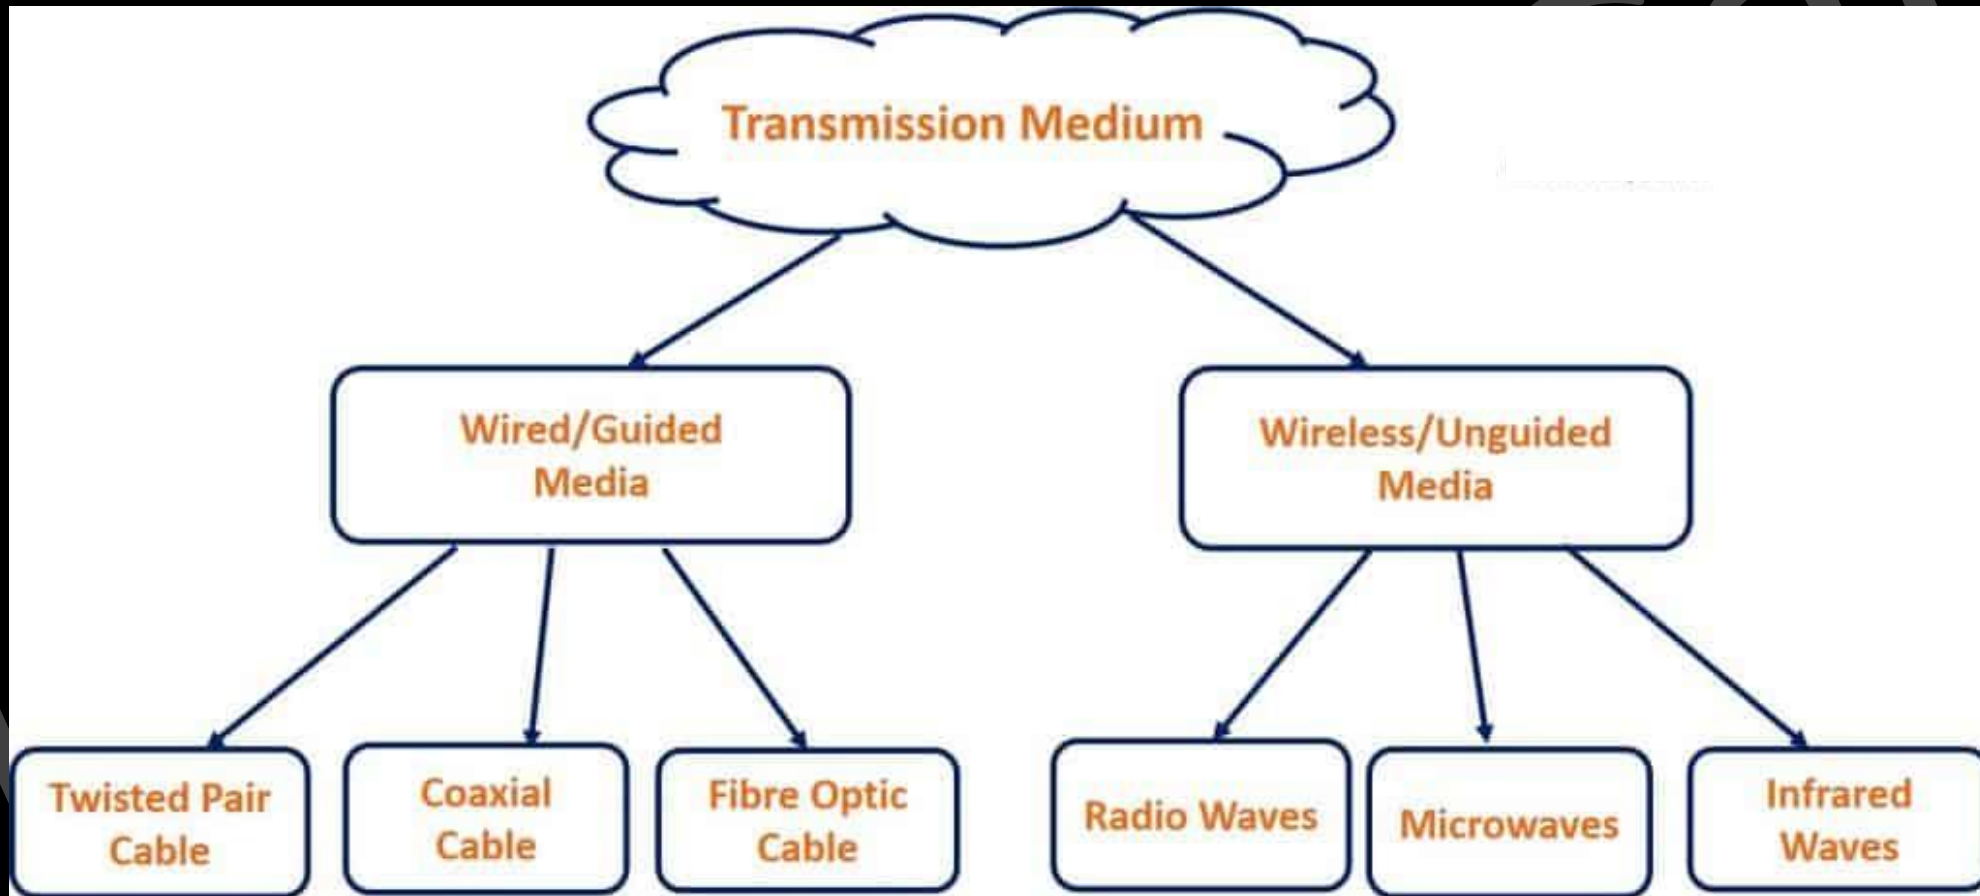 Transmission Medium
Wired/Guided
Media
Wireless/Unguided
Media
Twisted Pair
Cable
Coaxial
Cable
Fibre Optic
Cable
Radio Waves
Microwaves
Infrared
Waves